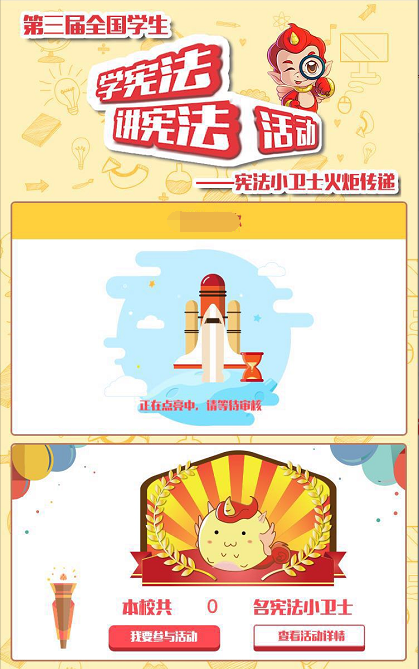 第三届全国学生
学宪法
讲宪法 活动
——宪法小卫士火炬传递
正在点亮中，请等待审核
本校共 0 名宪法小卫士
我要参与活动 查看活动详情